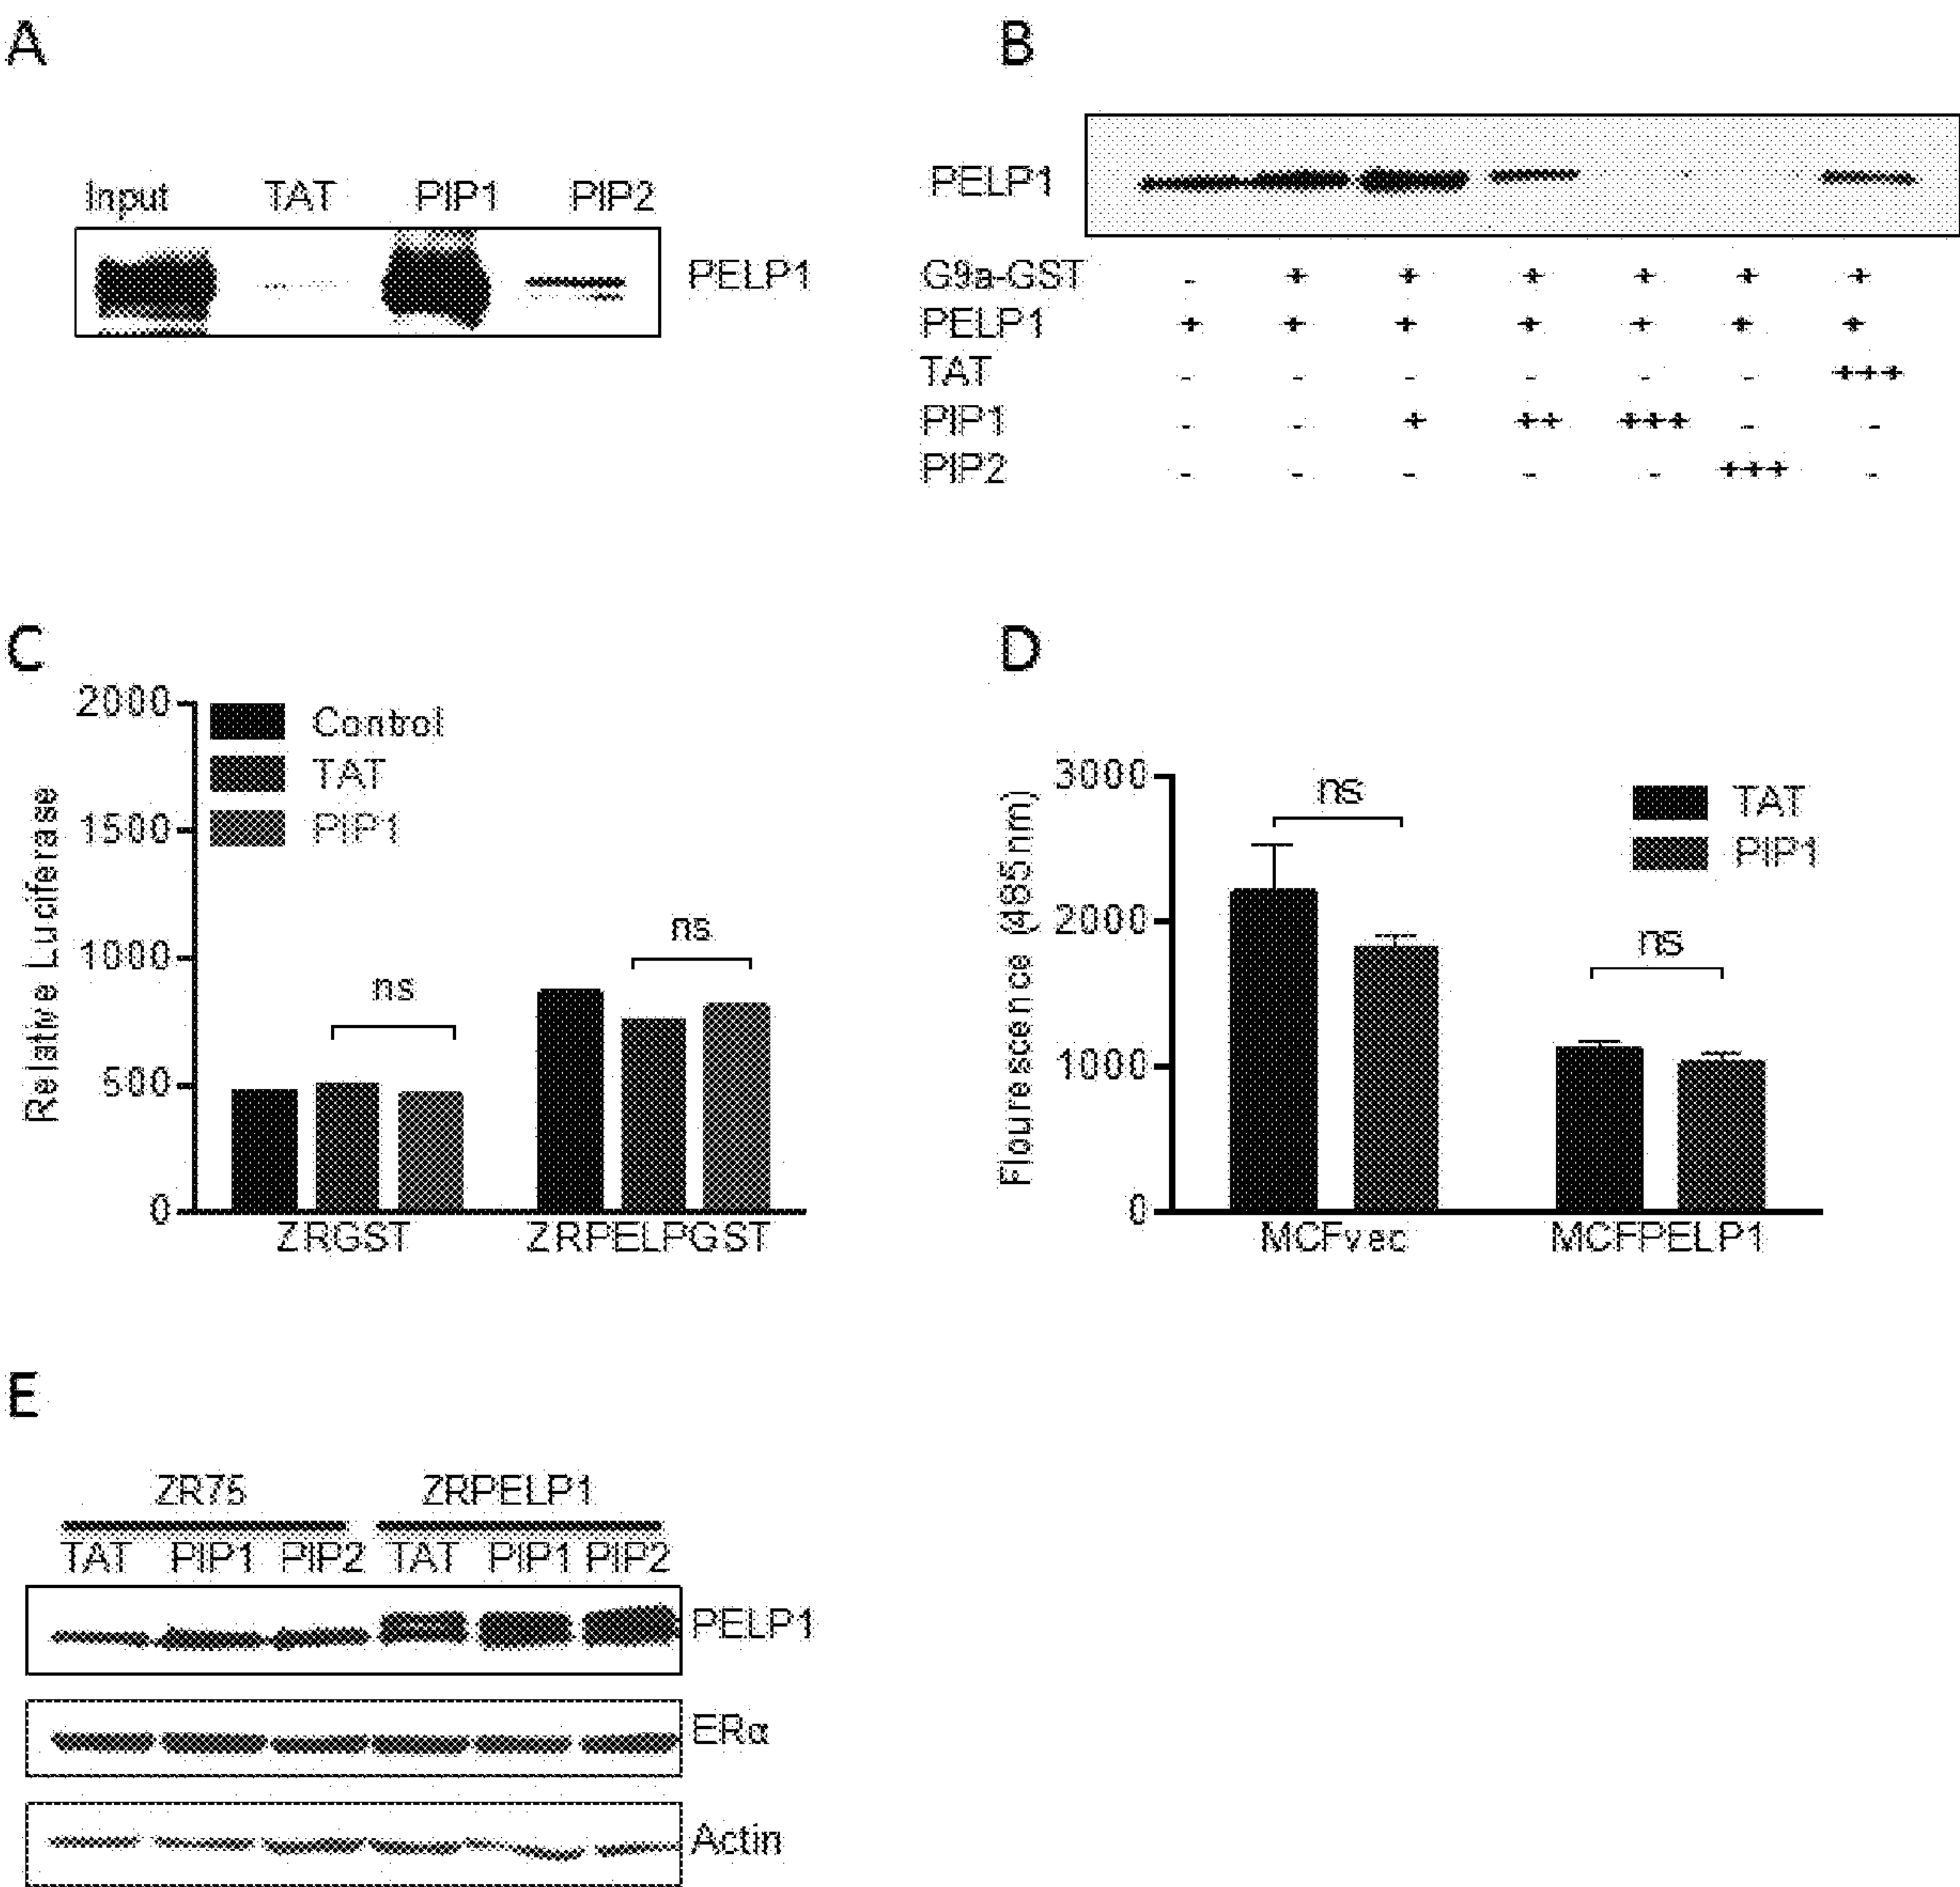 A
Input TAT PIP1 PIP2
PELP1
B
PELP1
G9a-GST - + + + + + +
PELP1 + + + + + + +
TAT - - - - - - +++
PIP1 - - + ++ +++ - -
PIP2 - - - - - +++ -
C
Relative Luciferase
2000
1500
1000
500
0
Control
TAT
PIP1
ns
ns
ZRGST ZRPELPGST
D
Flourescence (485nm)
3000
2000
1000
0
TAT
PIP1
ns
ns
MCFvec MCFPELP1
E
ZR75 ZRPELP1
TAT PIP1 PIP2 TAT PIP1 PIP2
PELP1
ERα
Actin